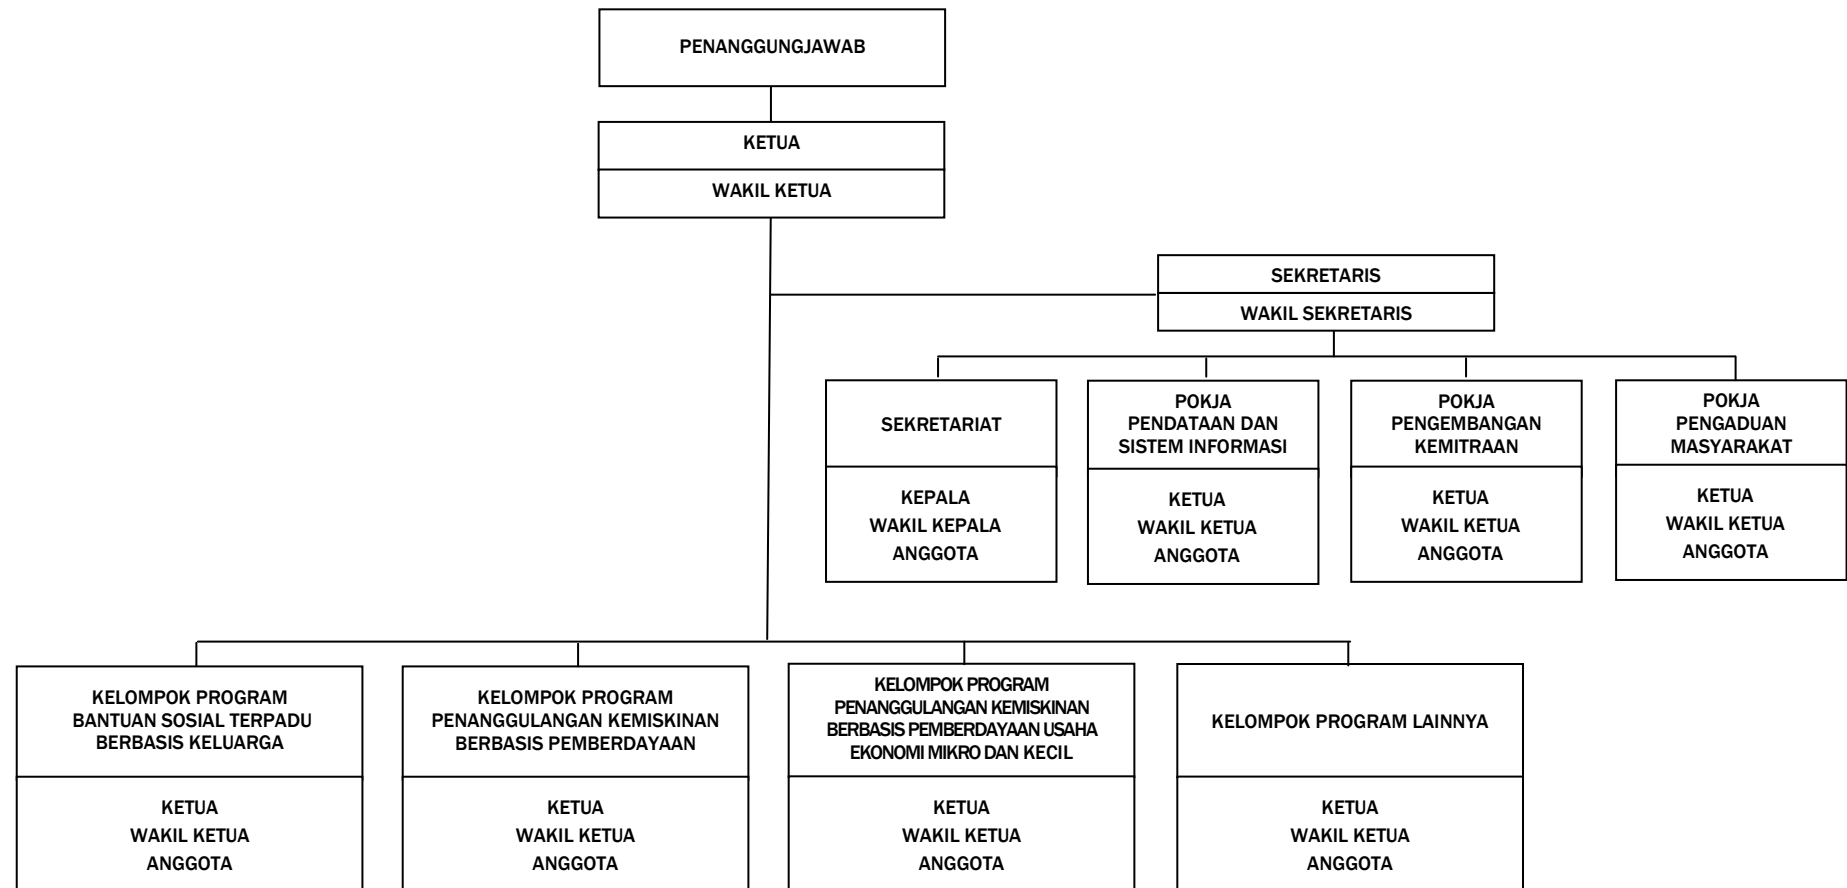 PENANGGUNGJAWAB
KETUA
WAKIL KETUA
SEKRETARIS
WAKIL SEKRETARIS
SEKRETARIAT
KEPALA
WAKIL KEPALA
ANGGOTA
POKJA
PENDATAAN DAN
SISTEM INFORMASI
KETUA
WAKIL KETUA
ANGGOTA
POKJA
PENGEMBANGAN
KEMITRAAN
KETUA
WAKIL KETUA
ANGGOTA
POKJA
PENGADUAN
MASYARAKAT
KETUA
WAKIL KETUA
ANGGOTA
KELOMPOK PROGRAM
BANTUAN SOSIAL TERPADU
BERBASIS KELUARGA
KETUA
WAKIL KETUA
ANGGOTA
KELOMPOK PROGRAM
PENANGGULANGAN KEMISKINAN
BERBASIS PEMBERDAYAAN
KETUA
WAKIL KETUA
ANGGOTA
KELOMPOK PROGRAM
PENANGGULANGAN KEMISKINAN
BERBASIS PEMBERDAYAAN USAHA
EKONOMI MIKRO DAN KECIL
KETUA
WAKIL KETUA
ANGGOTA
KELOMPOK PROGRAM LAINNYA
KETUA
WAKIL KETUA
ANGGOTA